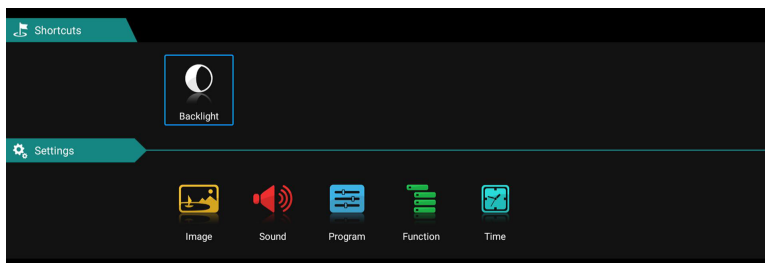 Shortcuts
Backlight
Settings
Image Sound Program Function Time